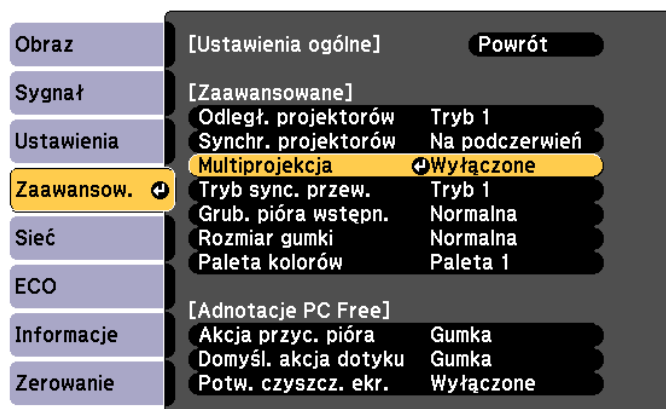 Obraz
Sygnał
Ustawienia
Zaawansow.
Sieć
ECO
Informacje
Zerowanie
[Ustawienia ogólne] Powrót
[Zaawansowane]
Odległ. projektorów Tryb 1
Synchr. projektorów Na podczerwień
Multiprojekcja Wyłączone
Tryb sync. przew. Tryb 1
Grub. pióra wstępn. Normalna
Rozmiar gumki Normalna
Paleta kolorów Paleta 1
[Adnotacje PC Free]
Akcja przyc. pióra Gumka
Domyśl. akcja dotyku Gumka
Potw. czyszcz. ekr. Wyłączone